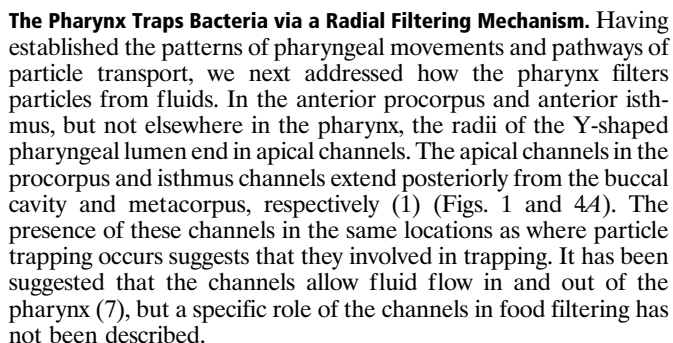 The Pharynx Traps Bacteria via a Radial Filtering Mechanism. Having
established the patterns of pharyngeal movements and pathways of
particle transport, we next addressed how the pharynx filters
particles from fluids. In the anterior procorpus and anterior isth-
mus, but not elsewhere in the pharynx, the radii of the Y-shaped
pharyngeal lumen end in apical channels. The apical channels in the
procorpus and isthmus channels extend posteriorly from the buccal
cavity and metacorpus, respectively (1) (Figs. 1 and 4A). The
presence of these channels in the same locations as where particle
trapping occurs suggests that they involved in trapping. It has been
suggested that the channels allow fluid flow in and out of the
pharynx (7), but a specific role of the channels in food filtering has
not been described.